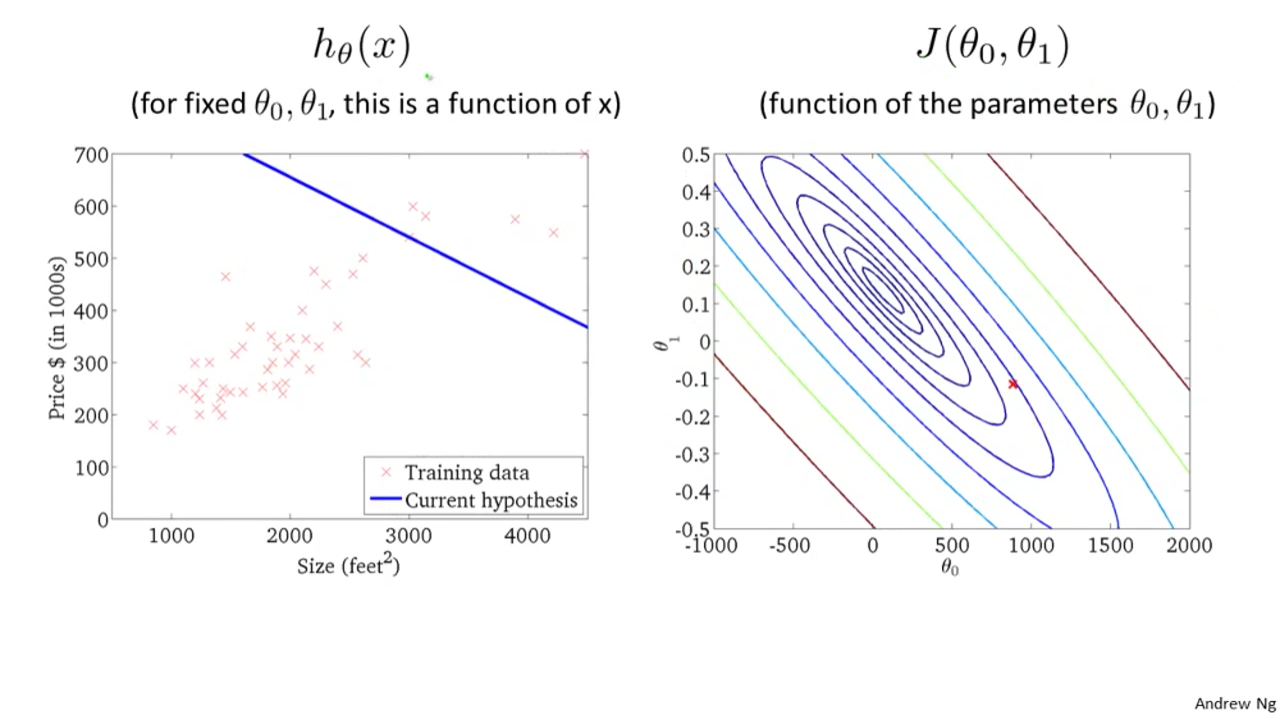 hθ(x)
(for fixed θ0, θ1, this is a function of x)
700
600
500
400
300
200
100
0
Price $ (in 1000s)
Training data
Current hypothesis
1000 2000 3000 4000
Size (feet2)
J(θ0, θ1)
(function of the parameters θ0, θ1)
0.5
0.4
0.3
0.2
0.1
0
-0.1
-0.2
-0.3
-0.4
-0.5
θ1
-1000 -500 0 500 1000 1500 2000
θ0
Andrew Ng